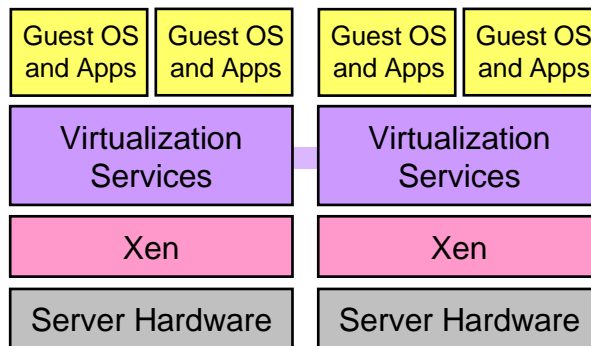 Guest OS
and Apps
Guest OS
and Apps
Guest OS
and Apps
Guest OS
and Apps
Virtualization
Services
Virtualization
Services
Xen
Xen
Server Hardware
Server Hardware